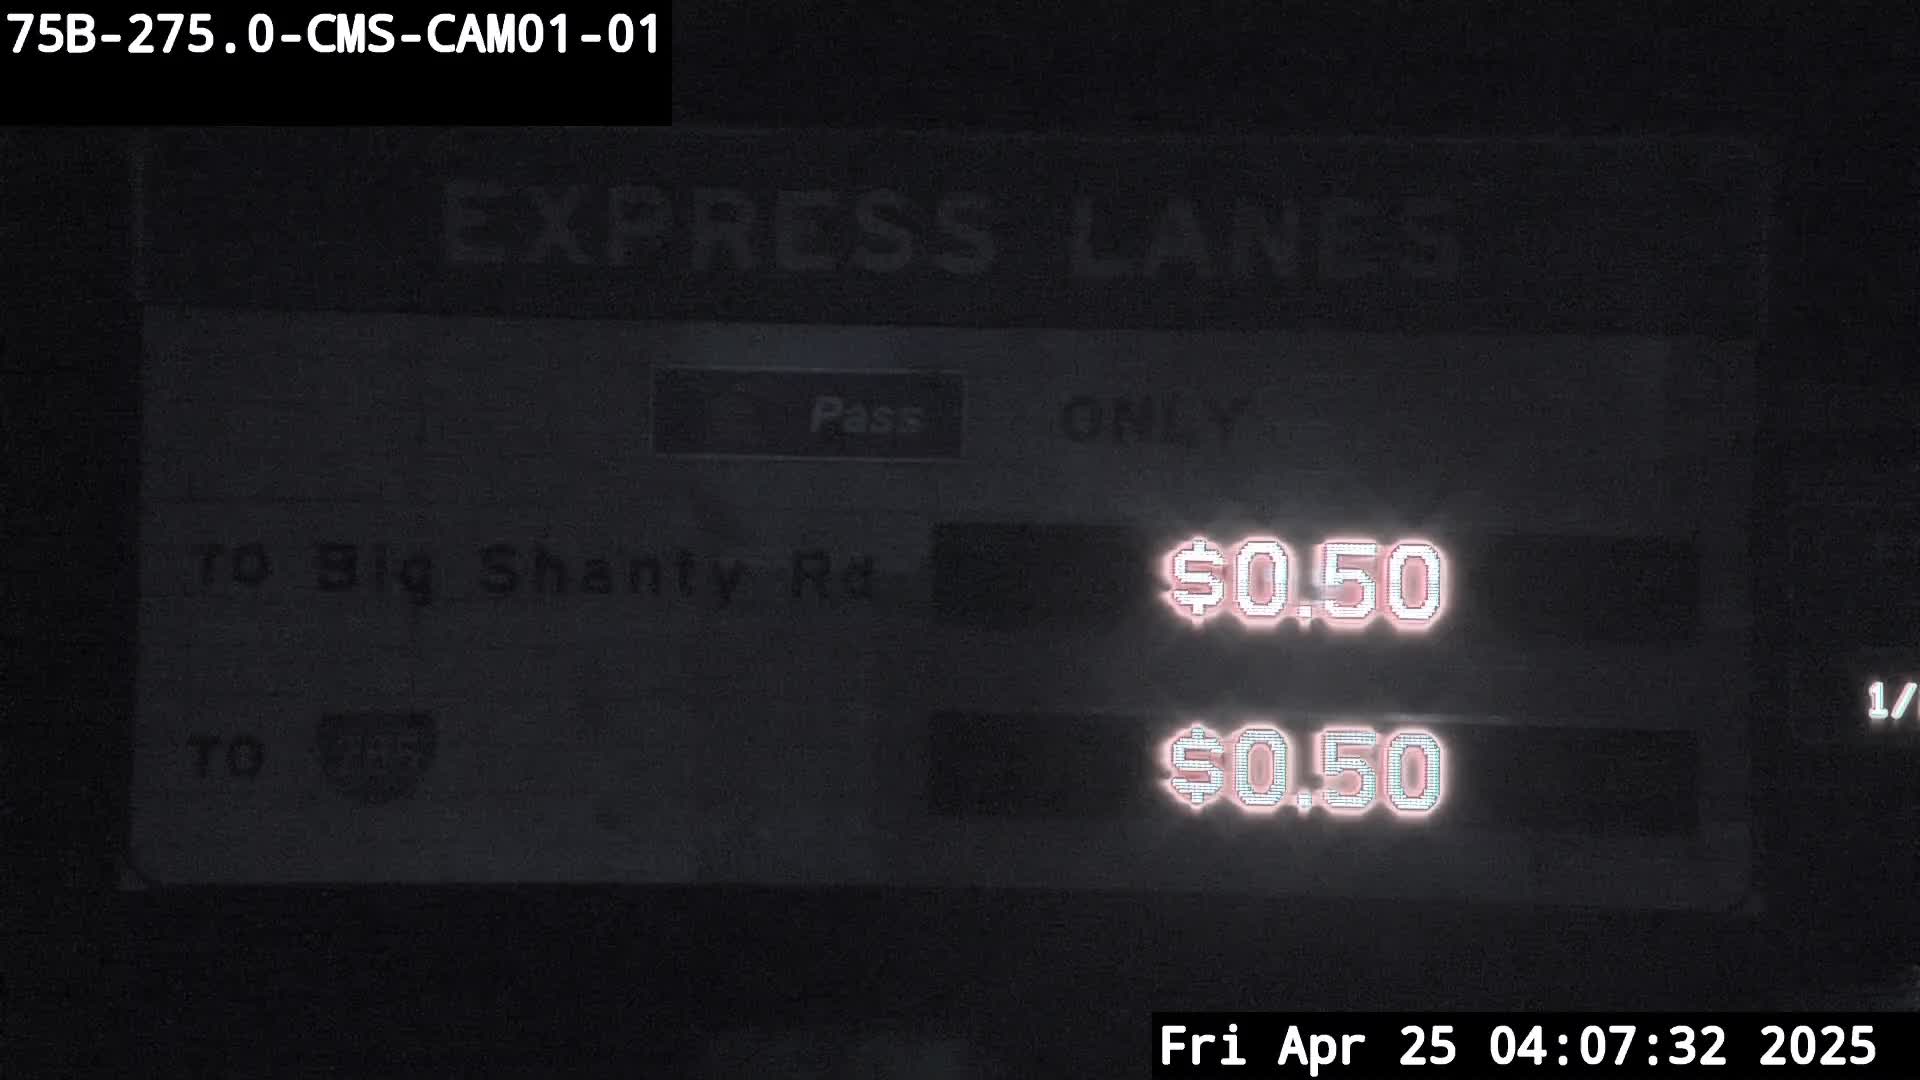 75B-275.0-CMS-CAM01-01
EXPRESS LANES
Pass ONLY
TO Big Shanty Rd $0.50
TO $0.50
1/
Fri Apr 25 04:07:32 2025